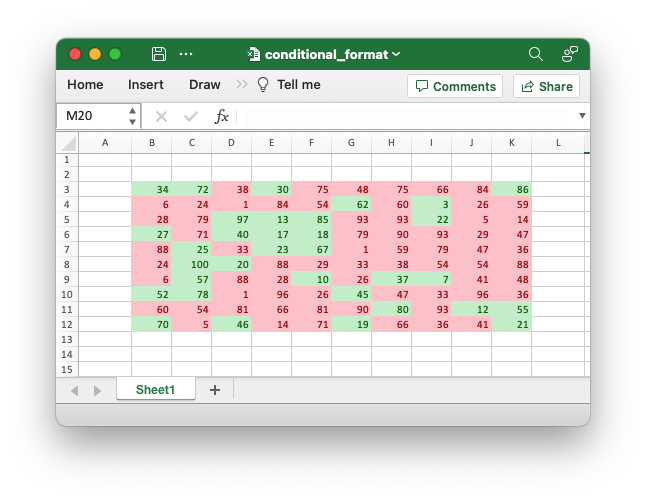 conditional_format
Home Insert Draw Tell me Comments Share
M20 fx
A B C D E F G H I J K L
1
2
3 34 72 38 30 75 48 75 66 84 86
4 6 24 1 84 54 62 60 3 26 59
5 28 79 97 13 85 93 93 22 5 14
6 27 71 40 17 18 79 90 93 29 47
7 88 25 33 23 67 1 59 79 47 36
8 24 100 20 88 29 33 38 54 54 88
9 6 57 88 28 10 26 37 7 41 48
10 52 78 1 96 26 45 47 33 96 36
11 60 54 81 66 81 90 80 93 12 55
12 70 5 46 14 71 19 66 36 41 21
13
14
15
Sheet1